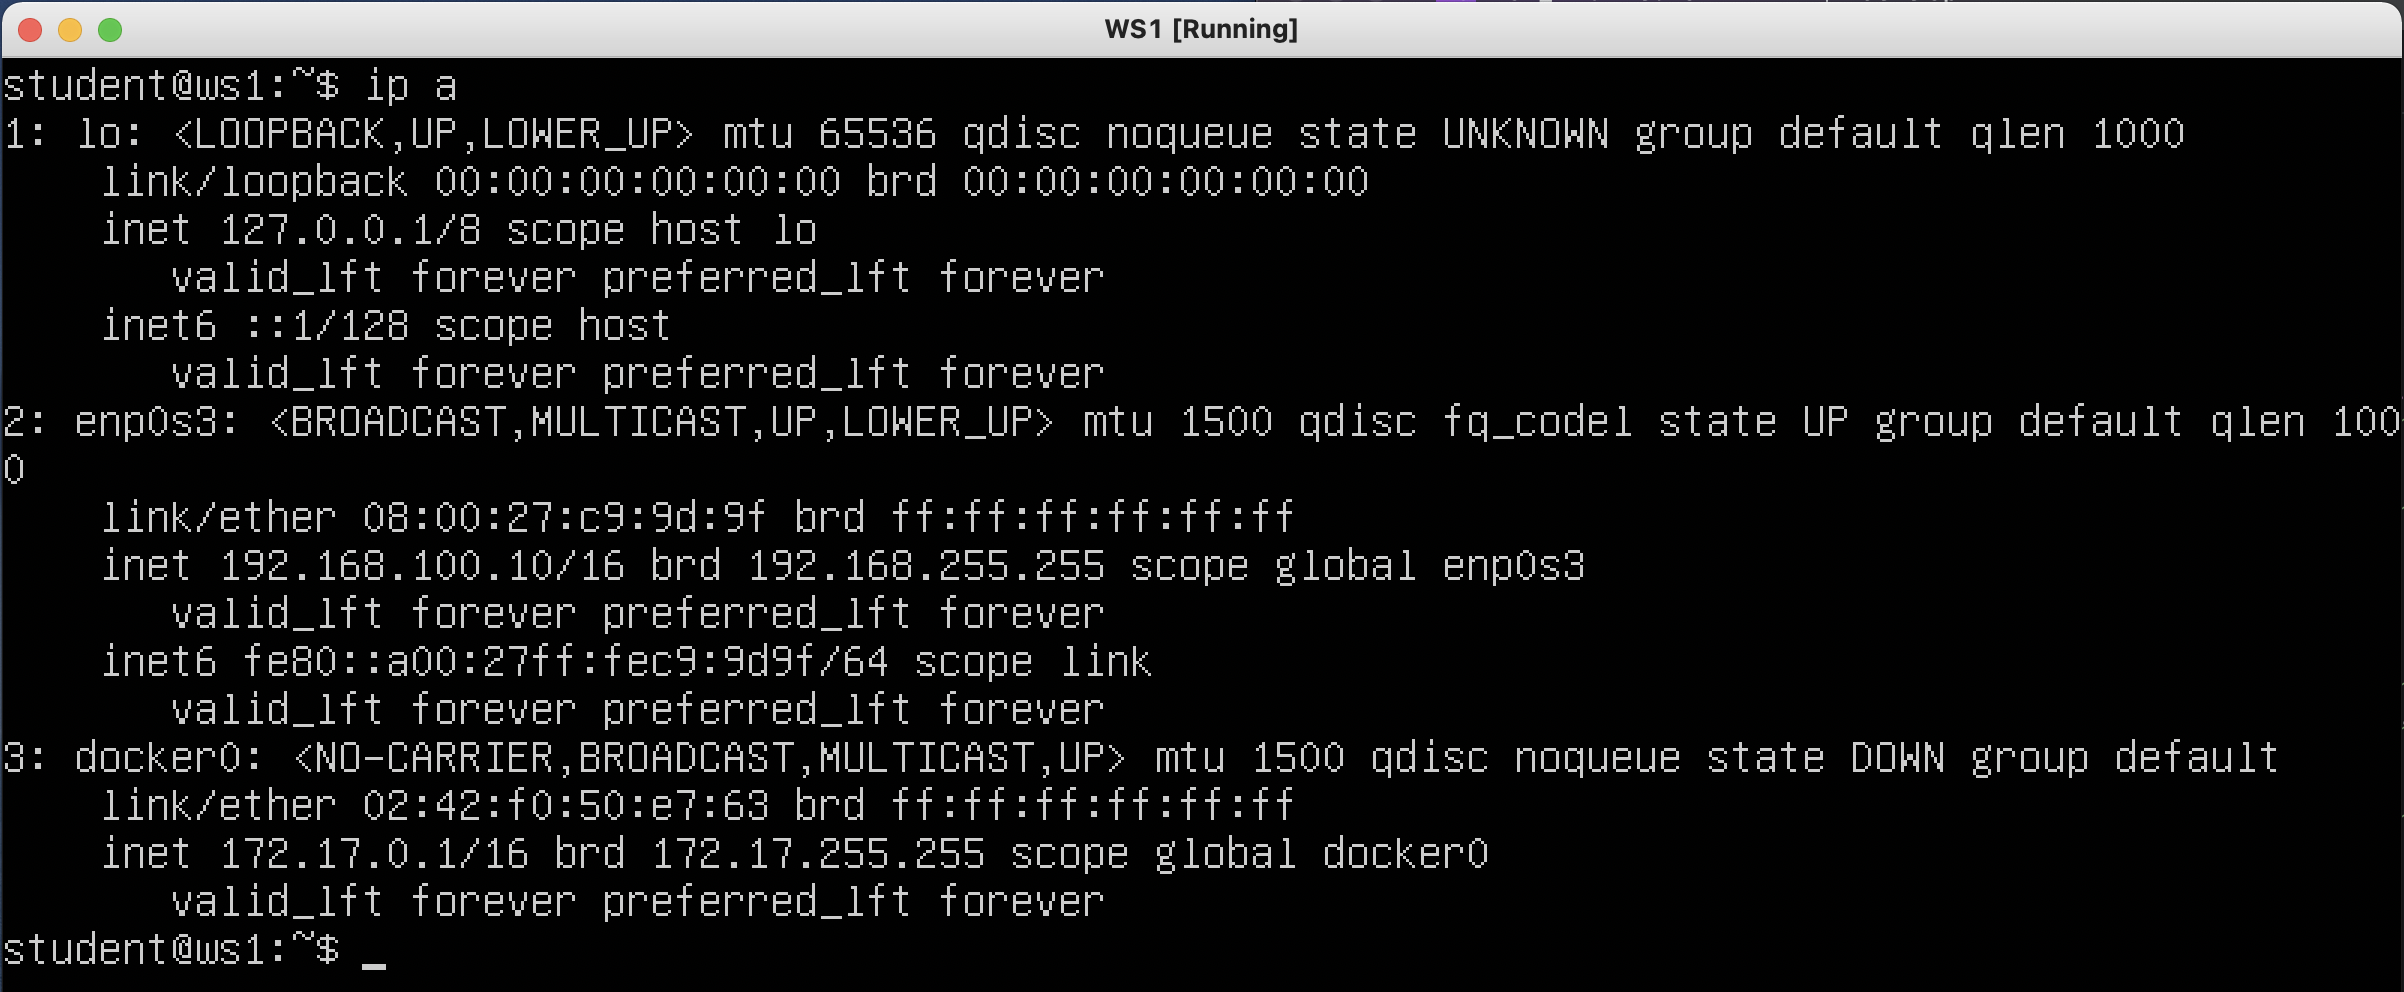 WS1 [Running]
student@ws1:~$ ip a
1: lo: <LOOPBACK,UP,LOWER_UP> mtu 65536 qdisc noqueue state UNKNOWN group default qlen 1000
    link/loopback 00:00:00:00:00:00 brd 00:00:00:00:00:00
    inet 127.0.0.1/8 scope host lo
       valid_lft forever preferred_lft forever
    inet6 ::1/128 scope host
       valid_lft forever preferred_lft forever
2: enp0s3: <BROADCAST,MULTICAST,UP,LOWER_UP> mtu 1500 qdisc fq_codel state UP group default qlen 100
0
    link/ether 08:00:27:c9:9d:9f brd ff:ff:ff:ff:ff:ff
    inet 192.168.100.10/16 brd 192.168.255.255 scope global enp0s3
       valid_lft forever preferred_lft forever
    inet6 fe80::a00:27ff:fec9:9d9f/64 scope link
       valid_lft forever preferred_lft forever
3: docker0: <NO-CARRIER,BROADCAST,MULTICAST,UP> mtu 1500 qdisc noqueue state DOWN group default
    link/ether 02:42:f0:50:e7:63 brd ff:ff:ff:ff:ff:ff
    inet 172.17.0.1/16 brd 172.17.255.255 scope global docker0
       valid_lft forever preferred_lft forever
student@ws1:~$ _